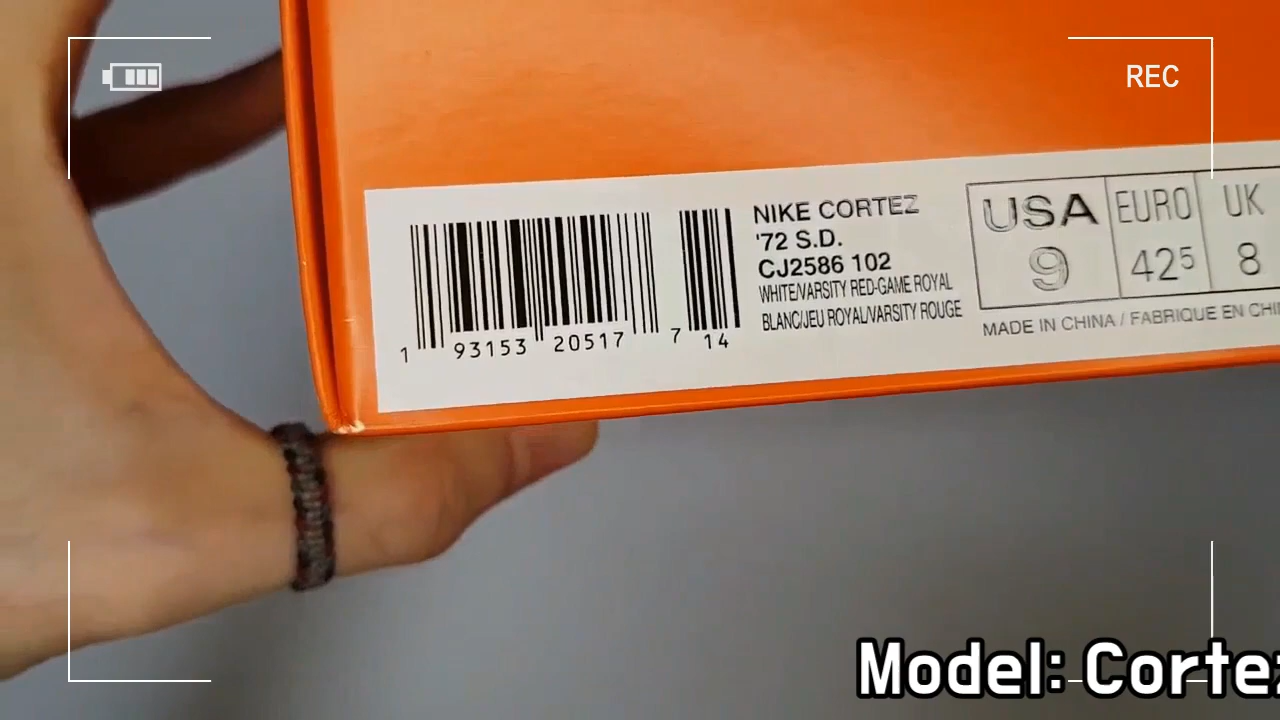 REC
NIKE CORTEZ
'72 S.D.
CJ2586 102
WHITE/VARSITY RED-GAME ROYAL
BLANC/JEU ROYAL/VARSITY ROUGE
1 93153 20517 7 14
USA EURO UK
9 425 8
MADE IN CHINA / FABRIQUE EN CHI
Model: Cortez